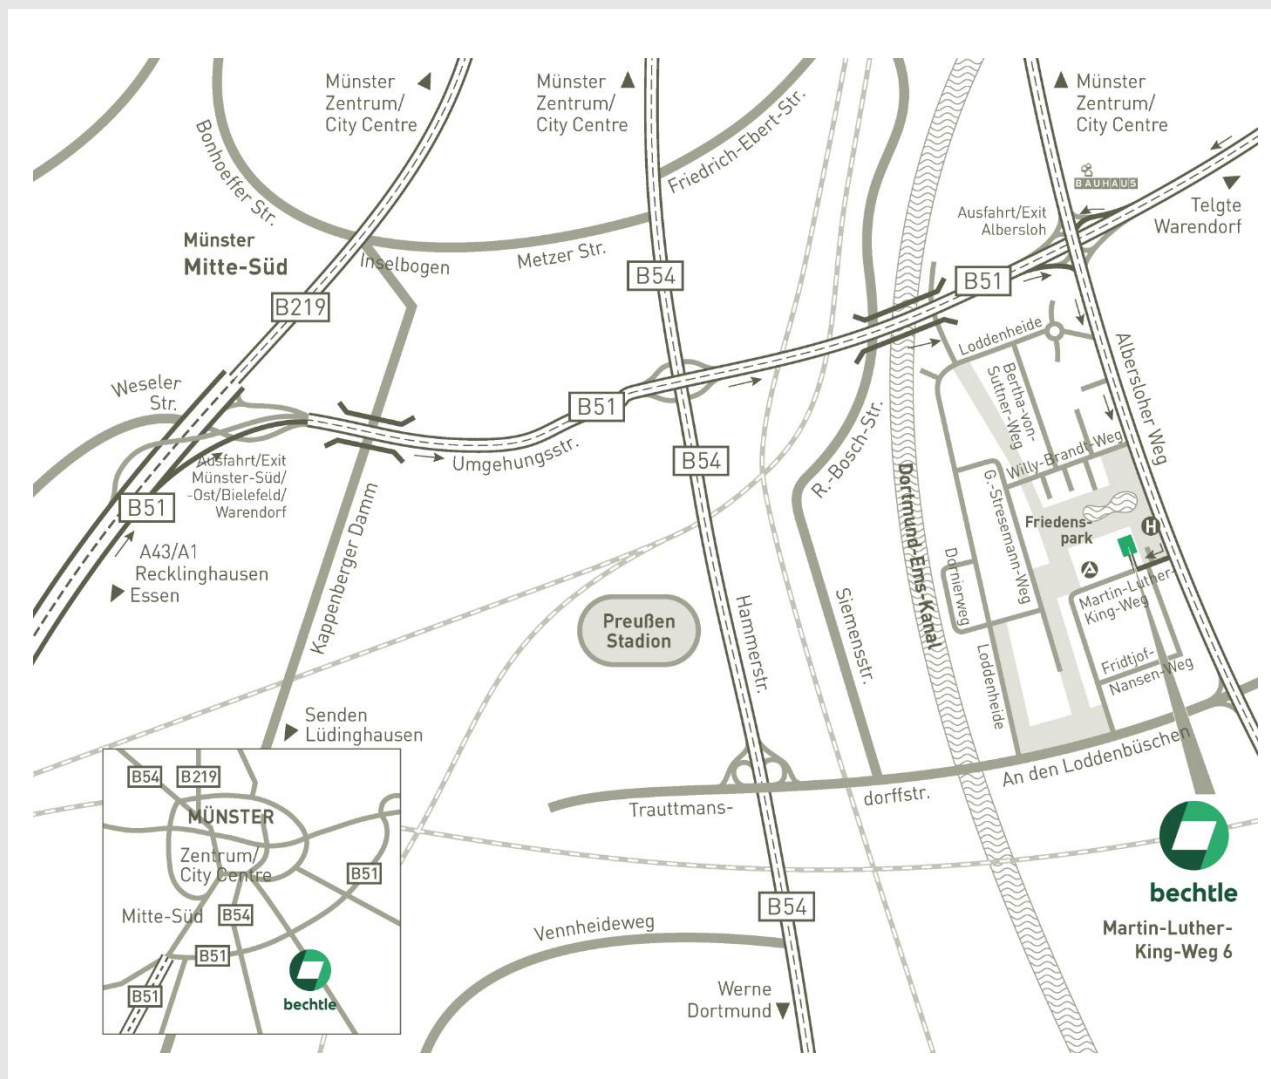 Münster
Zentrum/
City Centre
Münster
Zentrum/
City Centre
Münster
Zentrum/
City Centre
Bonhoeffer Str.
Friedrich-Ebert-Str.
BAUHAUS
Telgte
Warendorf
Ausfahrt/Exit
Albersloh
Münster
Mitte-Süd
Inselbogen
Metzer Str.
B54
B51
B219
Loddenheide
Albersloher Weg
Bertha-von-
Suttner-Weg
Weseler
Str.
B51
Umgehungsstr.
B54
R.-Bosch-Str.
Willy-Brandt-Weg
Ausfahrt/Exit
Münster-Süd/
-Ost/Bielefeld/
Warendorf
B51
A43/A1
Recklinghausen
Essen
Kappenberger Damm
Dortmund-Ems-Kanal
G.-Stresemann-Weg
Friedens-
park
H
Dornierweg
Martin-Luther-
King-Weg
Preußen
Stadion
Hammerstr.
Siemensstr.
Loddenheide
Fridtjof-
Nansen-Weg
Senden
Lüdinghausen
An den Loddenbüschen
Trauttmans-
dorffstr.
B54
B219
MÜNSTER
Zentrum/
City Centre
B51
Mitte-Süd
B54
B51
B51
bechtle
bechtle
Martin-Luther-
King-Weg 6
B54
Vennheideweg
Werne
Dortmund